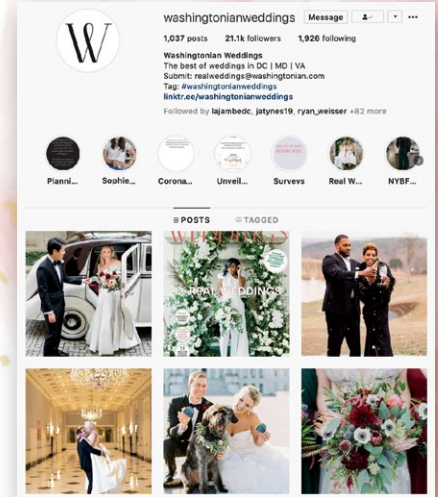 W
washingtonianweddings Message
1,037 posts 21.1k followers 1,926 following
Washingtonian Weddings
The best of weddings in DC | MD | VA
Submit: realweddings@washingtonian.com
Tag: #washingtonianweddings
linktr.ee/washingtonianweddings
Followed by lajambedc, jatynes19, ryan_weisser +82 more
Planni... Sophie... Corona... Unveil... Surveys Real W... NYBF...
POSTS TAGGED
WEDDINGS
REAL WEDDINGS